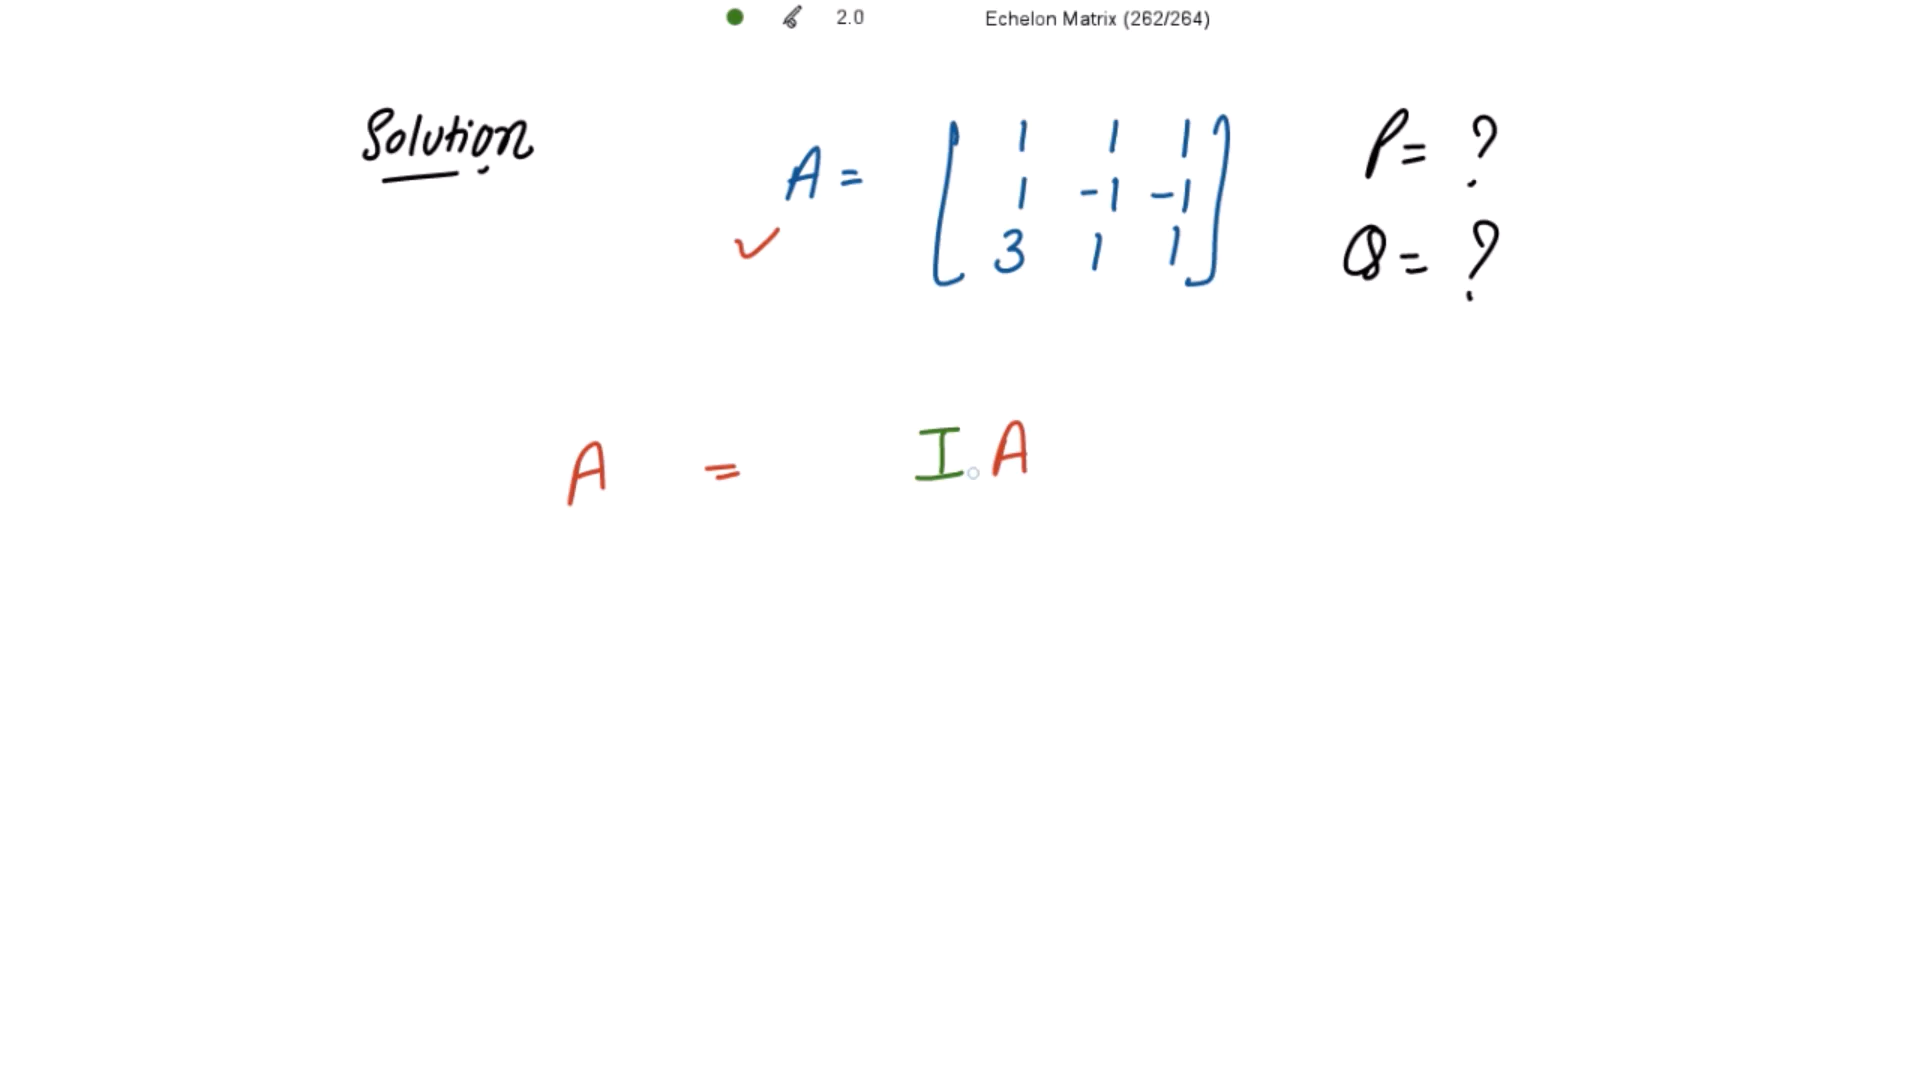 2.0 Echelon Matrix (262/264)
Solution
A = [ 1 1 1
1 -1 -1
3 1 1 ]
P = ?
Q = ?
A = I. A